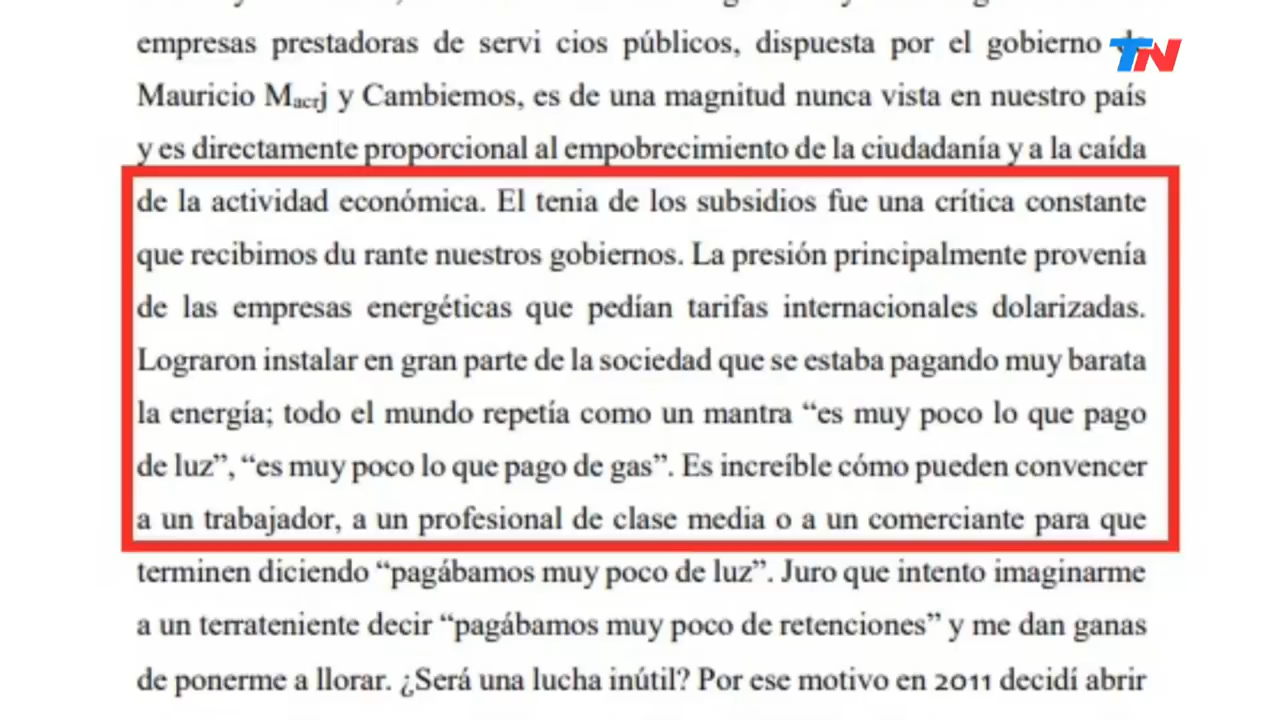 empresas prestadoras de servi cios públicos, dispuesta por el gobierno de
TN
Mauricio Macrj y Cambiemos, es de una magnitud nunca vista en nuestro país
y es directamente proporcional al empobrecimiento de la ciudadanía y a la caída
de la actividad económica. El tenia de los subsidios fue una crítica constante
que recibimos du rante nuestros gobiernos. La presión principalmente provenía
de las empresas energéticas que pedían tarifas internacionales dolarizadas.
Lograron instalar en gran parte de la sociedad que se estaba pagando muy barata
la energía; todo el mundo repetía como un mantra “es muy poco lo que pago
de luz”, “es muy poco lo que pago de gas”. Es increíble cómo pueden convencer
a un trabajador, a un profesional de clase media o a un comerciante para que
terminen diciendo “pagábamos muy poco de luz”. Juro que intento imaginarme
a un terrateniente decir “pagábamos muy poco de retenciones” y me dan ganas
de ponerme a llorar. ¿Será una lucha inútil? Por ese motivo en 2011 decidí abrir